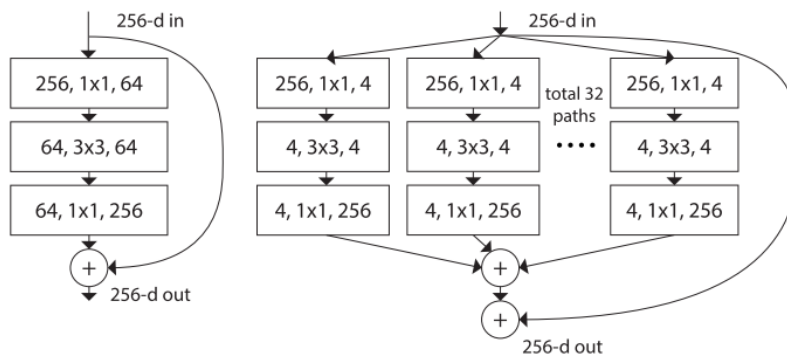 256-d in
256, 1x1, 64
64, 3x3, 64
64, 1x1, 256
+
256-d out
256-d in
256, 1x1, 4
256, 1x1, 4
total 32
paths
256, 1x1, 4
4, 3x3, 4
4, 3x3, 4
....
4, 3x3, 4
4, 1x1, 256
4, 1x1, 256
4, 1x1, 256
+
+
256-d out